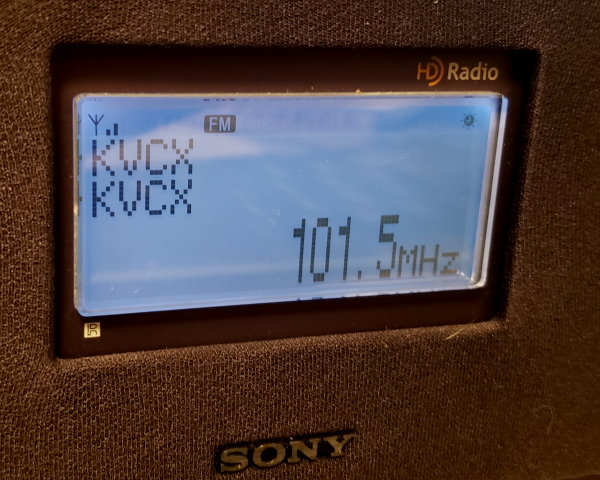 HD Radio
FM
KVCX
KVCX
101.5MHz
SONY